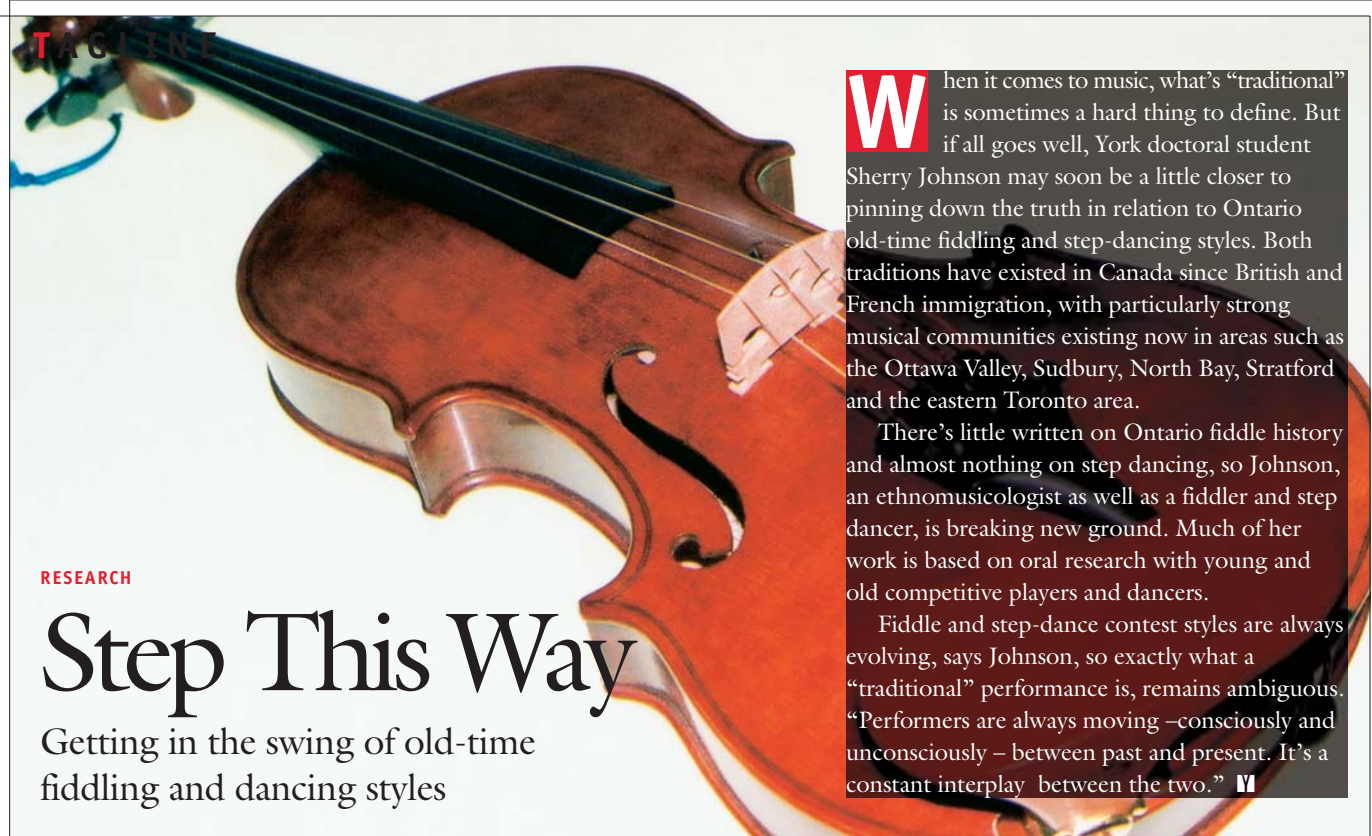 TAGLINE
RESEARCH
Step This Way
Getting in the swing of old-time
fiddling and dancing styles
When it comes to music, what’s “traditional”
is sometimes a hard thing to define. But
if all goes well, York doctoral student
Sherry Johnson may soon be a little closer to
pinning down the truth in relation to Ontario
old-time fiddling and step-dancing styles. Both
traditions have existed in Canada since British and
French immigration, with particularly strong
musical communities existing now in areas such as
the Ottawa Valley, Sudbury, North Bay, Stratford
and the eastern Toronto area.
There’s little written on Ontario fiddle history
and almost nothing on step dancing, so Johnson,
an ethnomusicologist as well as a fiddler and step
dancer, is breaking new ground. Much of her
work is based on oral research with young and
old competitive players and dancers.
Fiddle and step-dance contest styles are always
evolving, says Johnson, so exactly what a
“traditional” performance is, remains ambiguous.
“Performers are always moving –consciously and
unconsciously – between past and present. It’s a
constant interplay  between the two.” Y